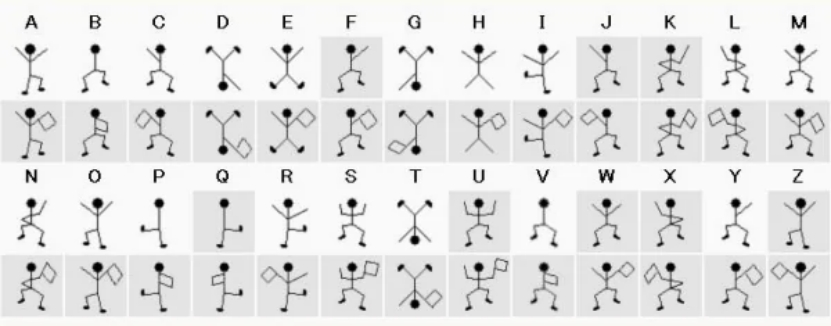 A B C D E F G H I J K L M
N O P Q R S T U V W X Y Z